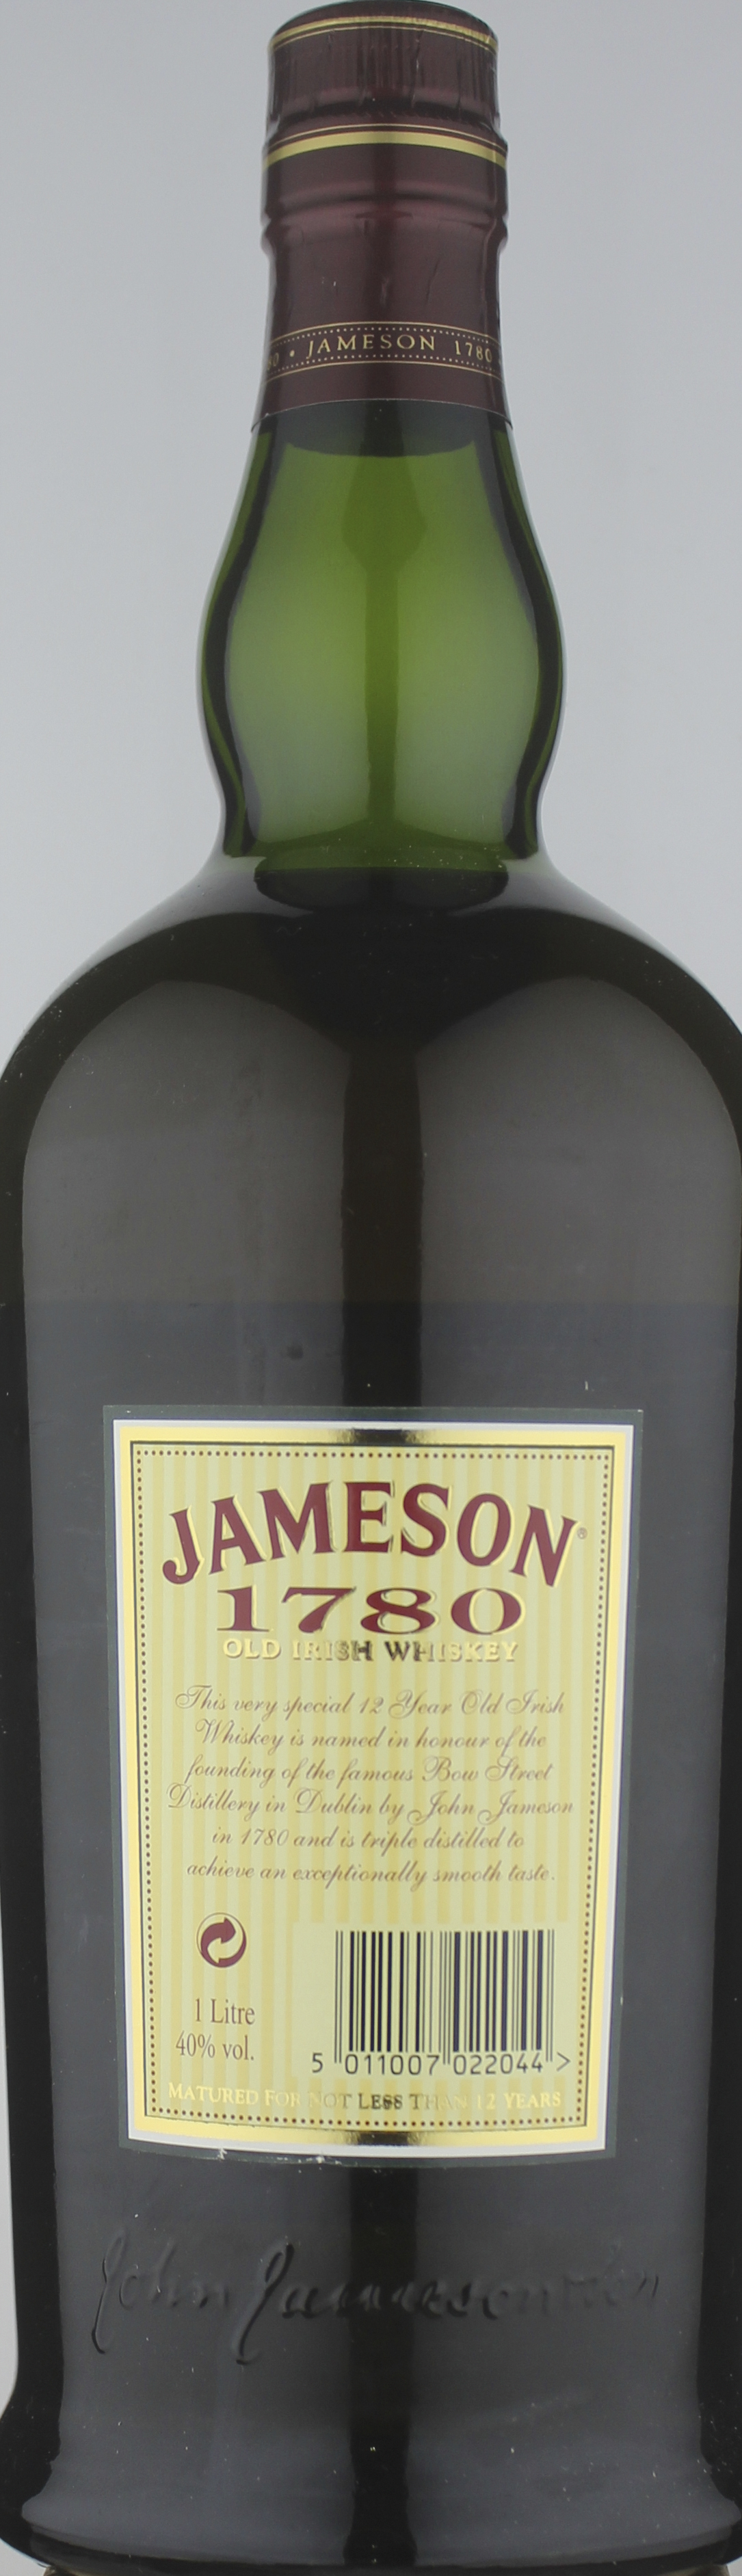 80 • JAMESON 1780
JAMESON®
1780
OLD IRISH WHISKEY
This very special 12 Year Old Irish
Whiskey is named in honour of the
founding of the famous Bow Street
Distillery in Dublin by John Jameson
in 1780 and is triple distilled to
achieve an exceptionally smooth taste.
1 Litre
40% vol.
5 011007 022044 >
MATURED FOR NOT LESS THAN 12 YEARS
John Jameson